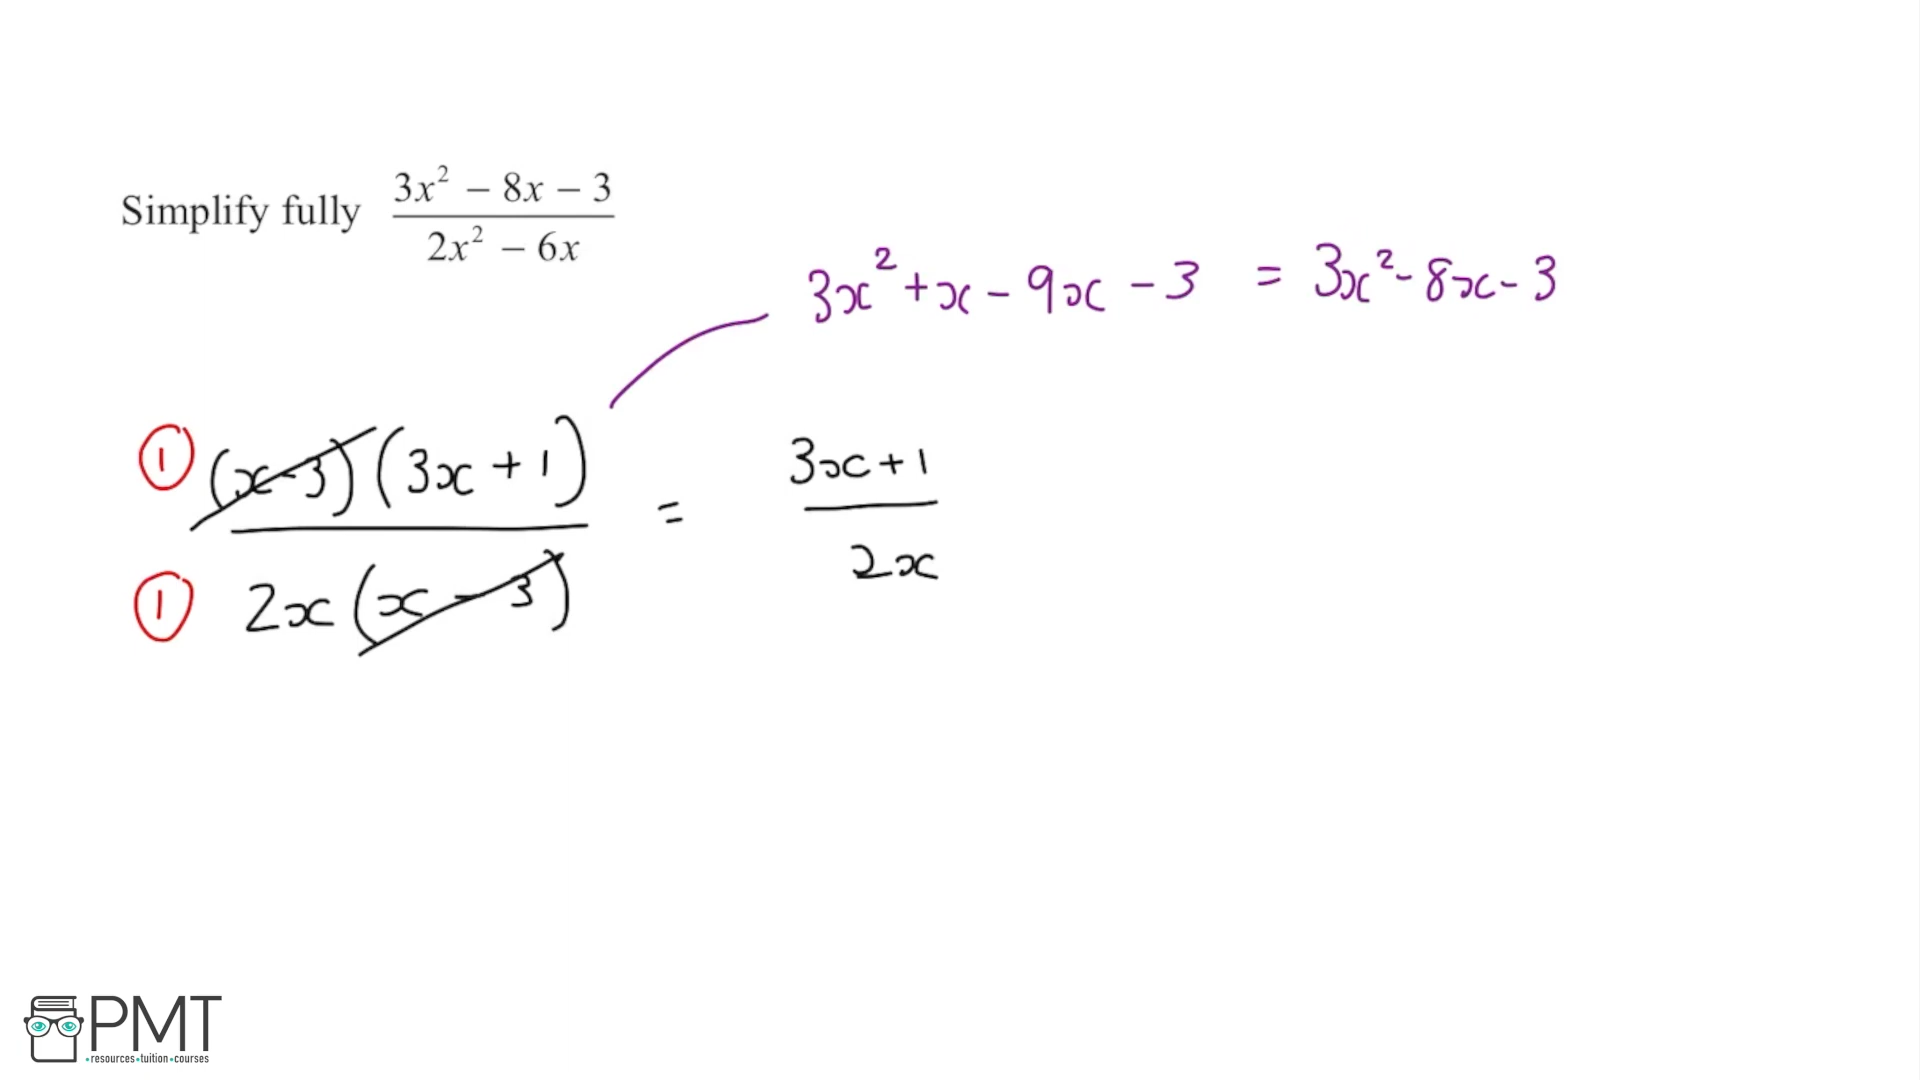 Simplify fully (3x² − 8x − 3)/(2x² − 6x)
3x² + x − 9x − 3 = 3x² − 8x − 3
① (x − 3)(3x + 1) = 3x + 1
① 2x(x − 3) 2x
PMT
•resources•tuition•courses